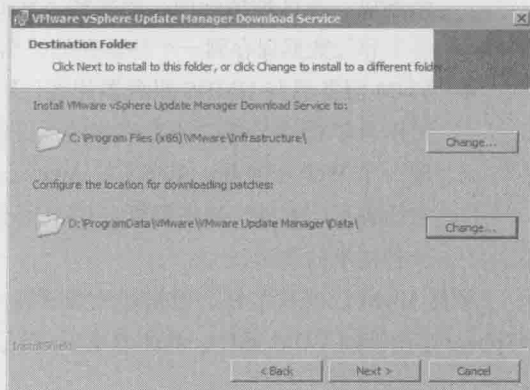 VMware vSphere Update Manager Download Service
Destination Folder
Click Next to install to this folder, or click Change to install to a different folder.
Install VMware vSphere Update Manager Download Service to:
C:\Program Files (x86)\VMware\Infrastructure\
Change...
Configure the location for downloading patches:
D:\ProgramData\VMware\VMware Update Manager\Data\
Change...
InstallShield
< Back
Next >
Cancel